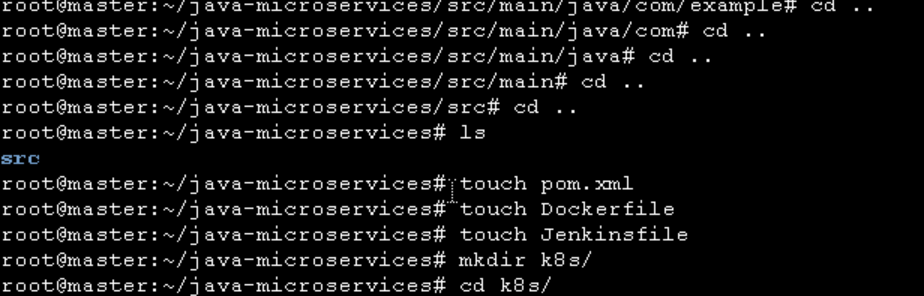 root@master:~/java-microservices/src/main/java/com/example# cd ..
root@master:~/java-microservices/src/main/java/com# cd ..
root@master:~/java-microservices/src/main/java# cd ..
root@master:~/java-microservices/src/main# cd ..
root@master:~/java-microservices/src# cd ..
root@master:~/java-microservices# ls
src
root@master:~/java-microservices# touch pom.xml
root@master:~/java-microservices# touch Dockerfile
root@master:~/java-microservices# touch Jenkinsfile
root@master:~/java-microservices# mkdir k8s/
root@master:~/java-microservices# cd k8s/